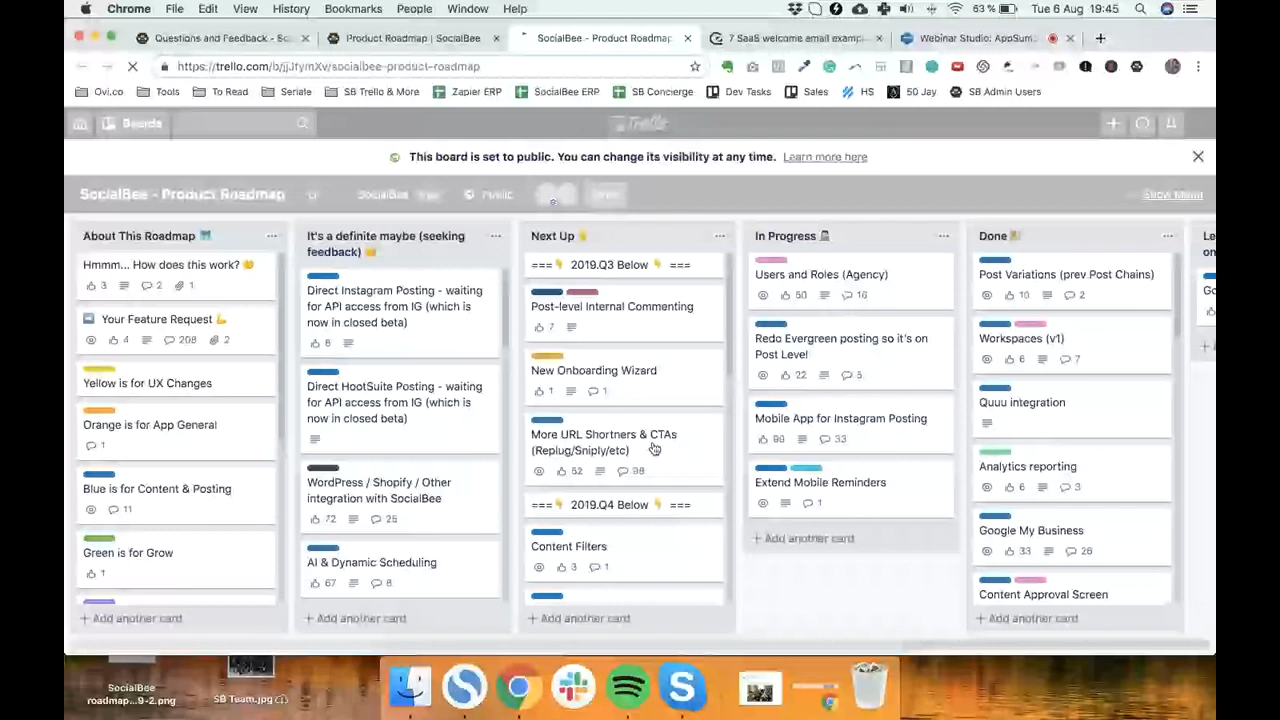 Chrome File Edit View History Bookmarks People Window Help 63 % Tue 6 Aug 19:45
Questions and Feedback - So
Product Roadmap | SocialBee
SocialBee - Product Roadmap
7 SaaS welcome email exampl
Webinar Studio: AppSum
https://trello.com/b/jJfymXv/socialbee-product-roadmap
Ovi.co Tools To Read Seriale SB Trello & More Zapier ERP SocialBee ERP SB Concierge Dev Tasks Sales HS 50 Jay SB Admin Users
Boards
Trello
This board is set to public. You can change its visibility at any time. Learn more here
SocialBee - Product Roadmap SocialBee Public Show Menu
About This Roadmap
Hmmm... How does this work?
3 2 1
Your Feature Request
4 208 2
Yellow is for UX Changes
Orange is for App General
1
Blue is for Content & Posting
11
Green is for Grow
1
+ Add another card
It's a definite maybe (seeking
feedback)
Direct Instagram Posting - waiting
for API access from IG (which is
now in closed beta)
8
Direct HootSuite Posting - waiting
for API access from IG (which is
now in closed beta)
WordPress / Shopify / Other
integration with SocialBee
72 25
AI & Dynamic Scheduling
67 8
+ Add another card
Next Up
=== 2019.Q3 Below ===
Post-level Internal Commenting
7
New Onboarding Wizard
1 1
More URL Shortners & CTAs
(Replug/Sniply/etc)
52 98
=== 2019.Q4 Below ===
Content Filters
3 1
+ Add another card
In Progress
Users and Roles (Agency)
50 16
Redo Evergreen posting so it's on
Post Level
22 5
Mobile App for Instagram Posting
99 33
Extend Mobile Reminders
1
+ Add another card
Done
Post Variations (prev Post Chains)
10 2
Workspaces (v1)
6 7
Quuu integration
Analytics reporting
6 3
Google My Business
33 26
Content Approval Screen
+ Add another card
Le
on
Go
SocialBee
roadmap...9-2.png
SB Team.jpg